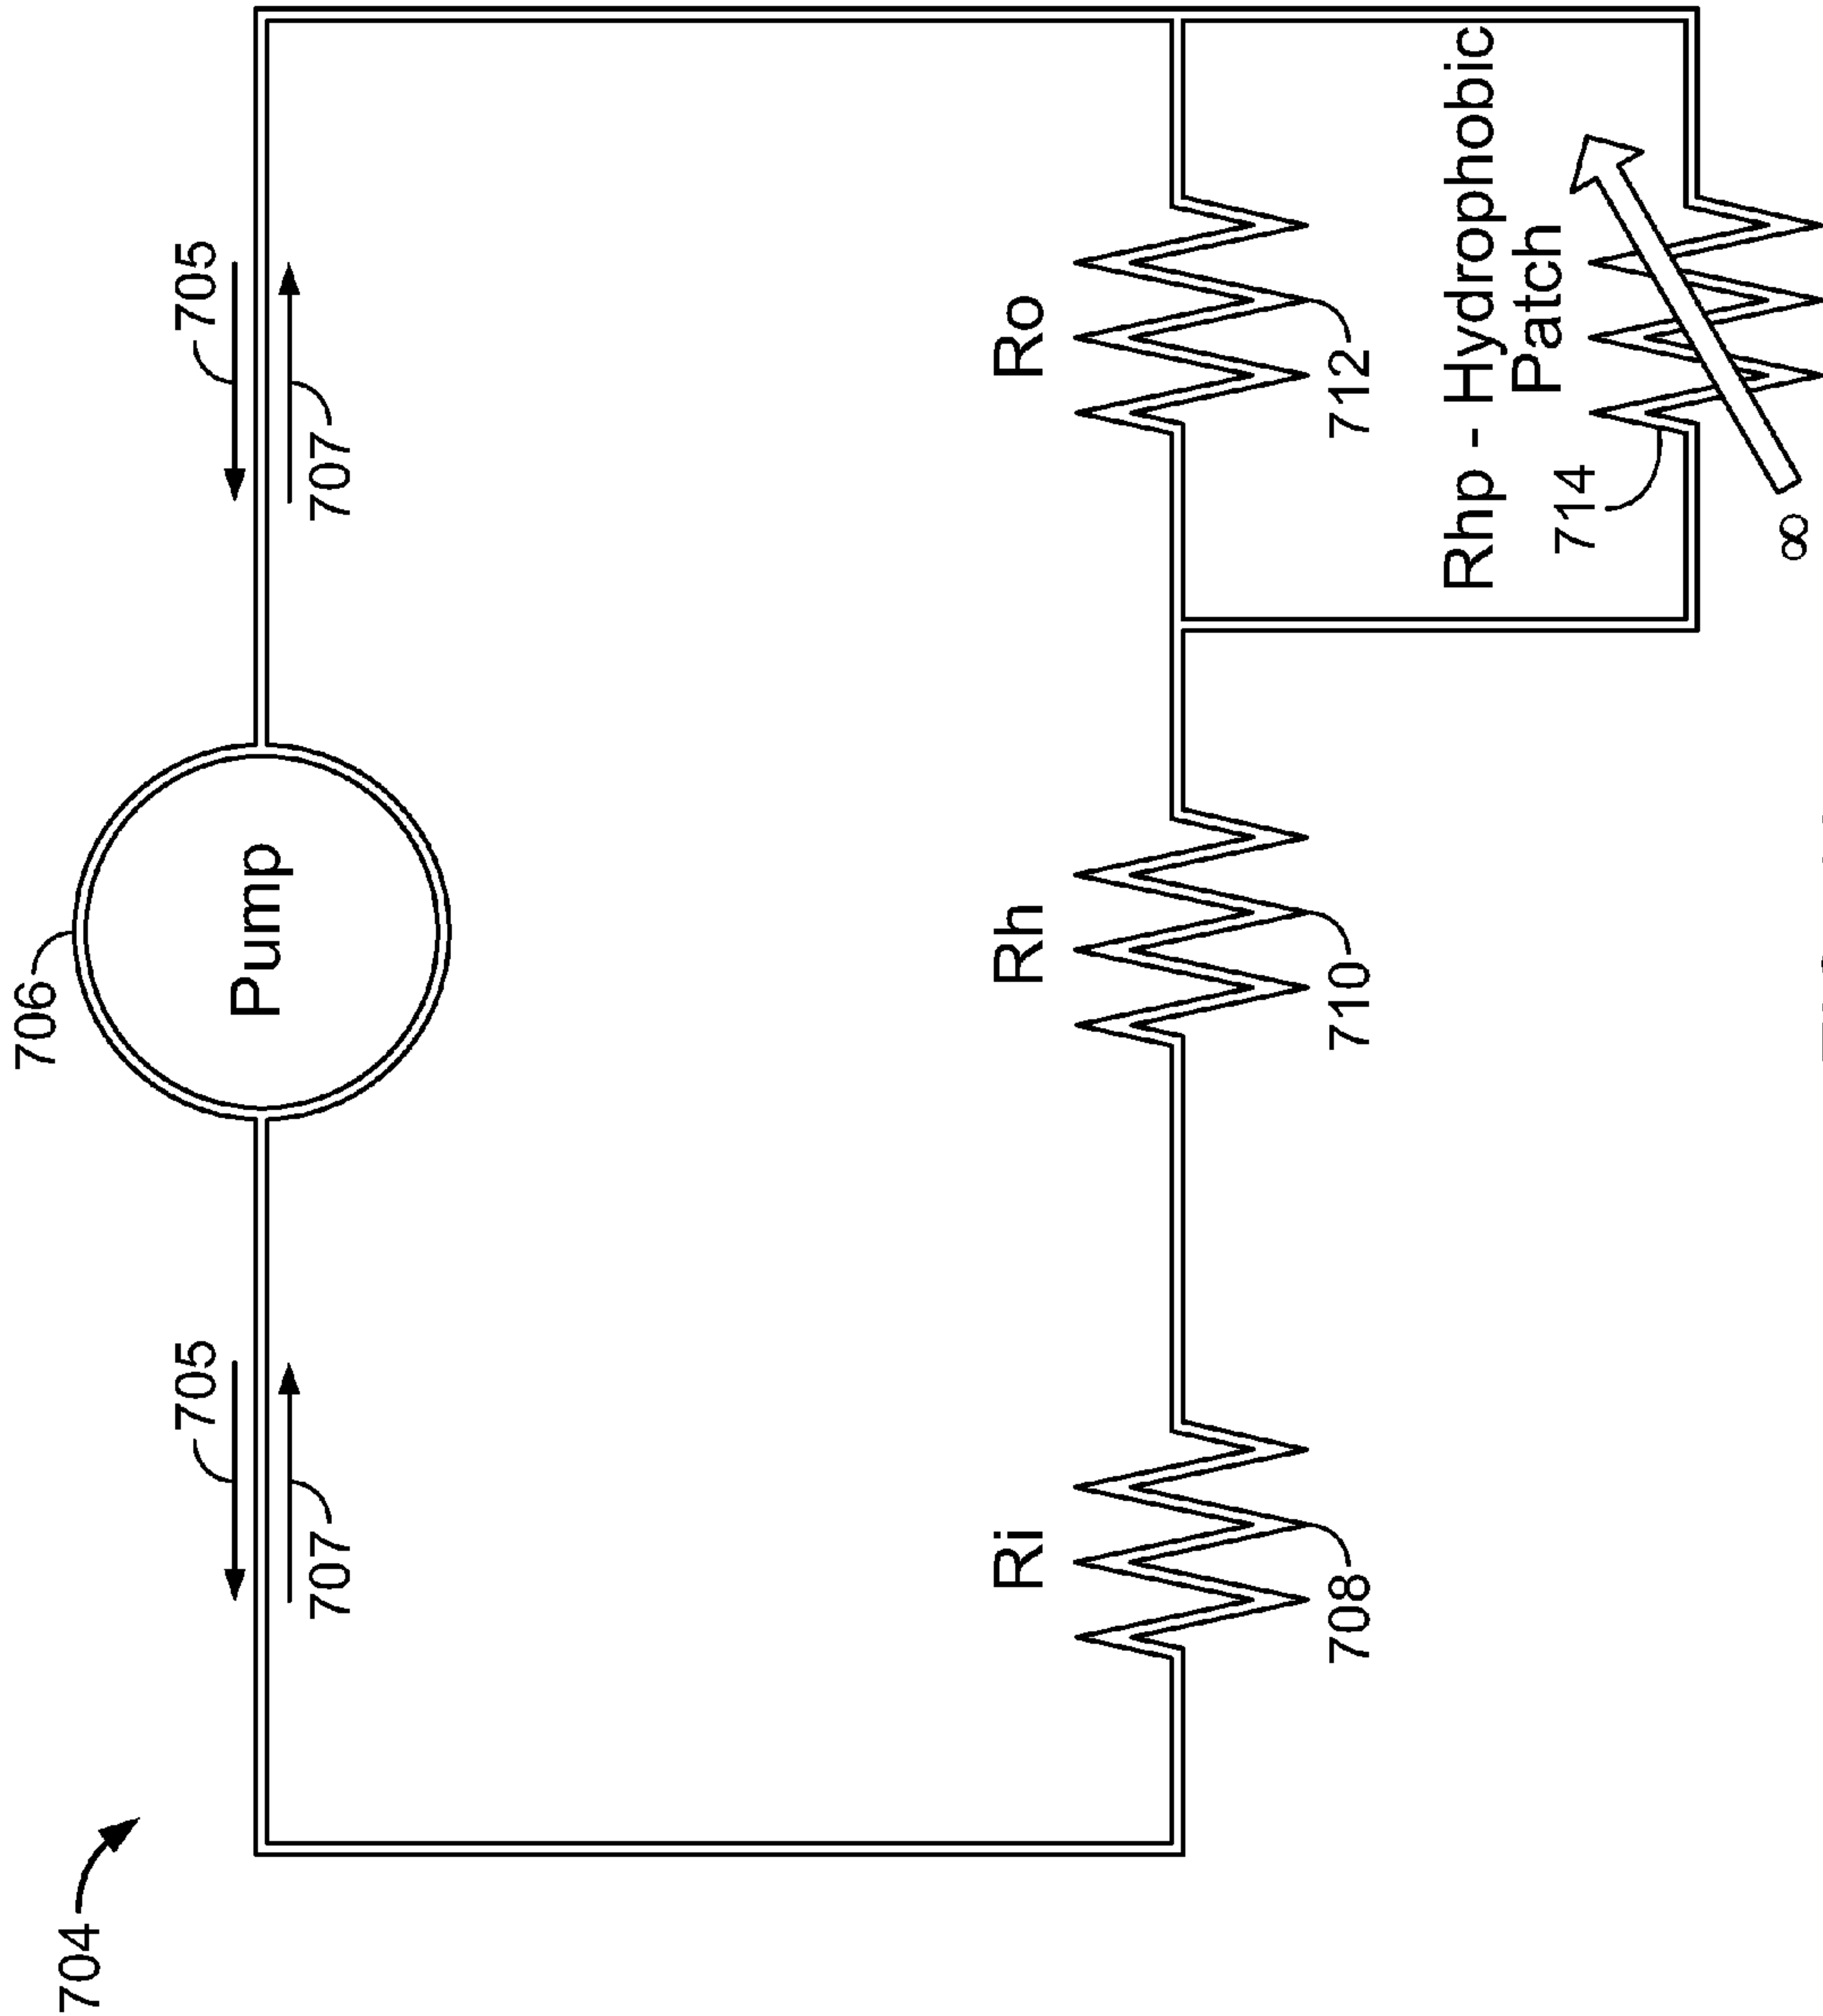 704
706
705
705
707
707
Pump
Ri
Rh
Ro
708
710
712
Rhp - Hydrophobic
Patch
714
∞